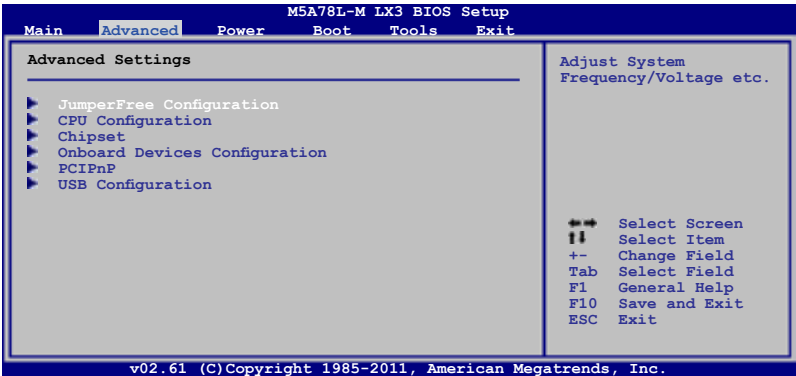 M5A78L-M LX3 BIOS Setup
Main Advanced Power Boot Tools Exit
Advanced Settings
JumperFree Configuration
CPU Configuration
Chipset
Onboard Devices Configuration
PCIPnP
USB Configuration
Adjust System
Frequency/Voltage etc.
←→ Select Screen
↑↓ Select Item
+- Change Field
Tab Select Field
F1 General Help
F10 Save and Exit
ESC Exit
v02.61 (C)Copyright 1985-2011, American Megatrends, Inc.